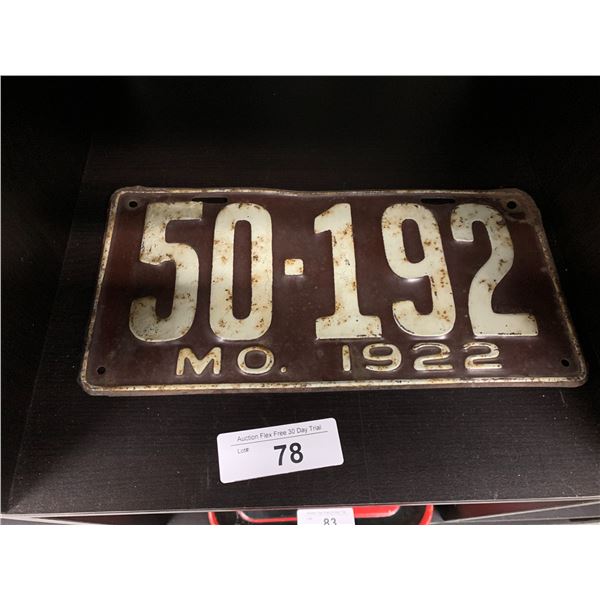 50-192
MO. 1922
Auction Flex Free 30 Day Trial
Lot#
78
83